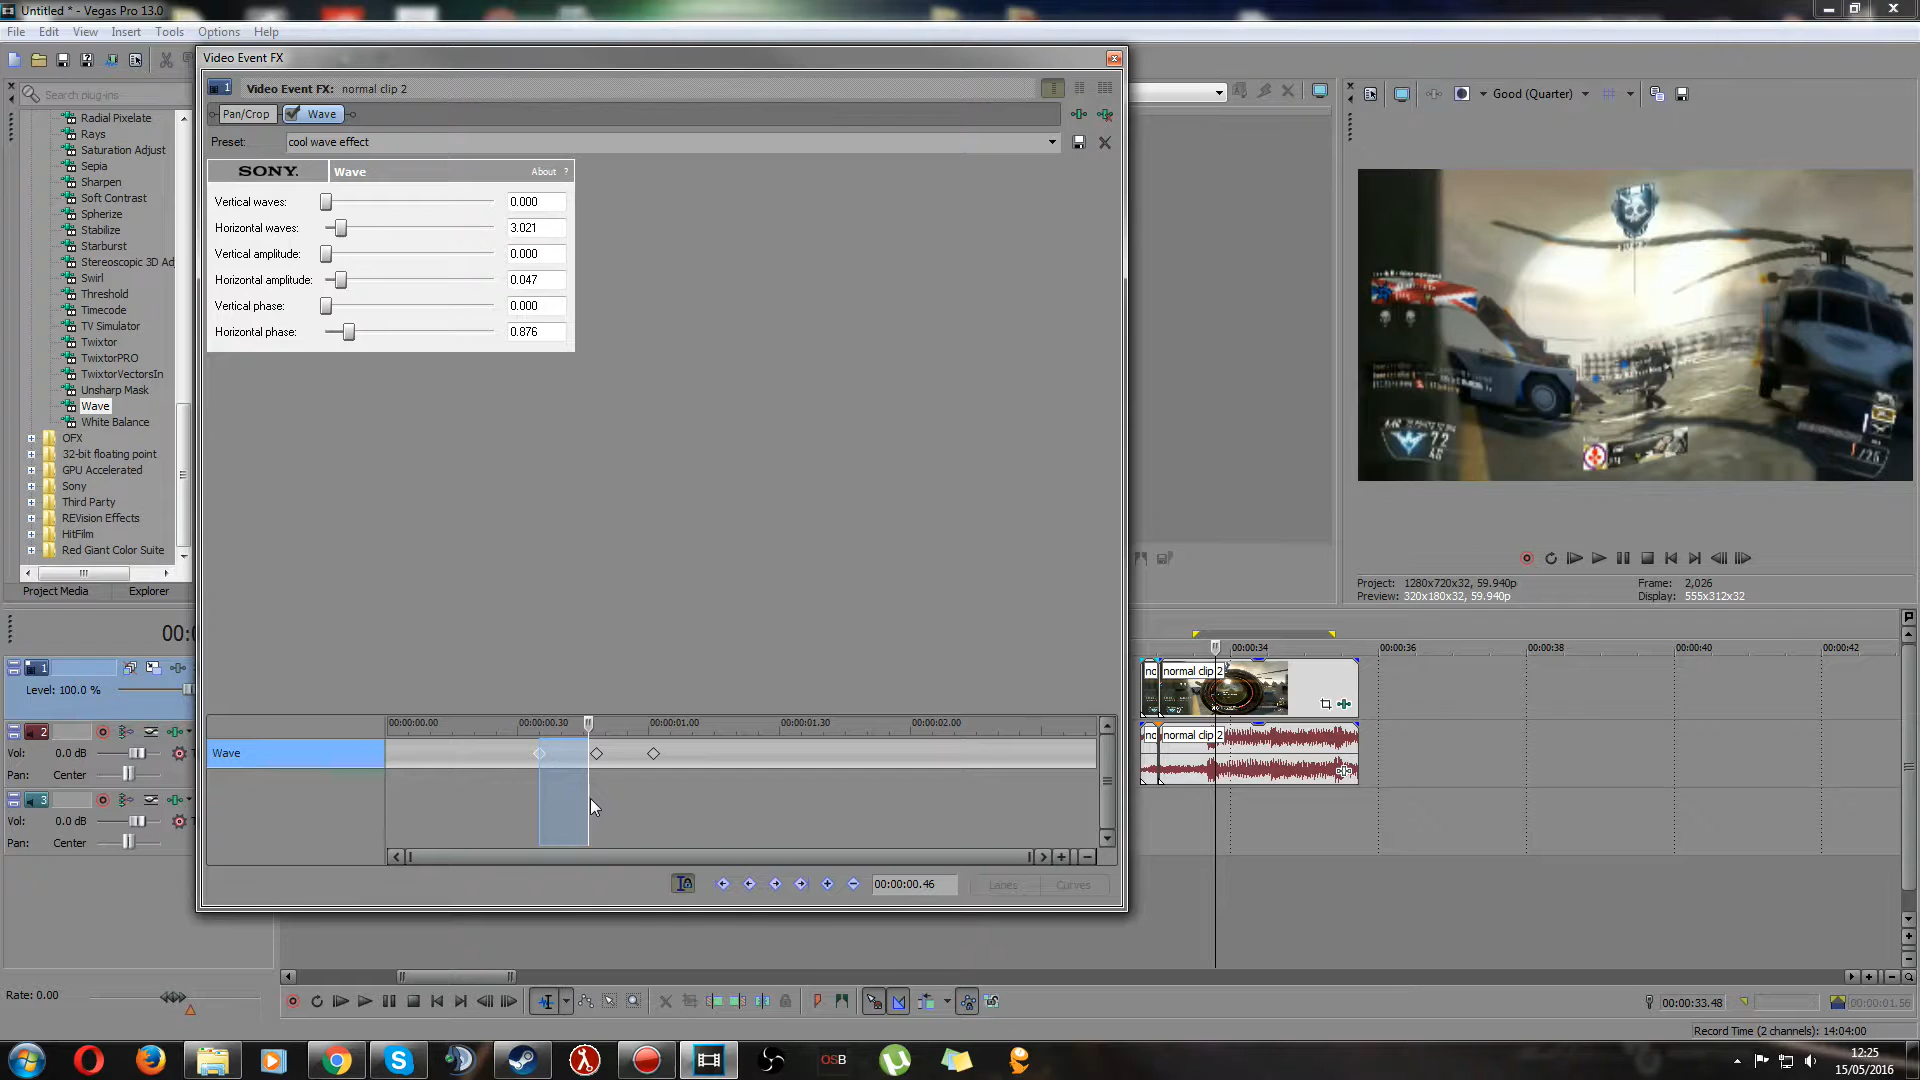 Untitled * - Vegas Pro 13.0
File Edit View Insert Tools Options Help
Video Event FX
Search plug-ins
1 Video Event FX: normal clip 2
Pan/Crop Wave
Preset: cool wave effect
Good (Quarter)
SONY. Wave About ?
Vertical waves: 0.000
Horizontal waves: 3.021
Vertical amplitude: 0.000
Horizontal amplitude: 0.047
Vertical phase: 0.000
Horizontal phase: 0.876
Radial Pixelate
Rays
Saturation Adjust
Sepia
Sharpen
Soft Contrast
Spherize
Stabilize
Starburst
Stereoscopic 3D Ad
Swirl
Threshold
Timecode
TV Simulator
Twixtor
TwixtorPRO
TwixtorVectorsIn
Unsharp Mask
Wave
White Balance
OFX
32-bit floating point
GPU Accelerated
Sony
Third Party
REVision Effects
HitFilm
Red Giant Color Suite
Project Media Explorer
72
Project: 1280x720x32, 59.940p Frame: 2,026
Preview: 320x180x32, 59.940p Display: 555x312x32
00:0
00:00:34 00:00:36 00:00:38 00:00:40 00:00:42
1
Level: 100.0 %
nc normal clip 2
2
Vol: 0.0 dB
Pan: Center
nc normal clip 2
3
Vol: 0.0 dB
Pan: Center
00:00:00.00 00:00:00.30 00:00:01.00 00:00:01.30 00:00:02.00
Wave
00:00:00.46 Lanes Curves
Rate: 0.00
00:00:33.48 00:00:01.56
Record Time (2 channels): 14:04:00
OSB
12:25
15/05/2016